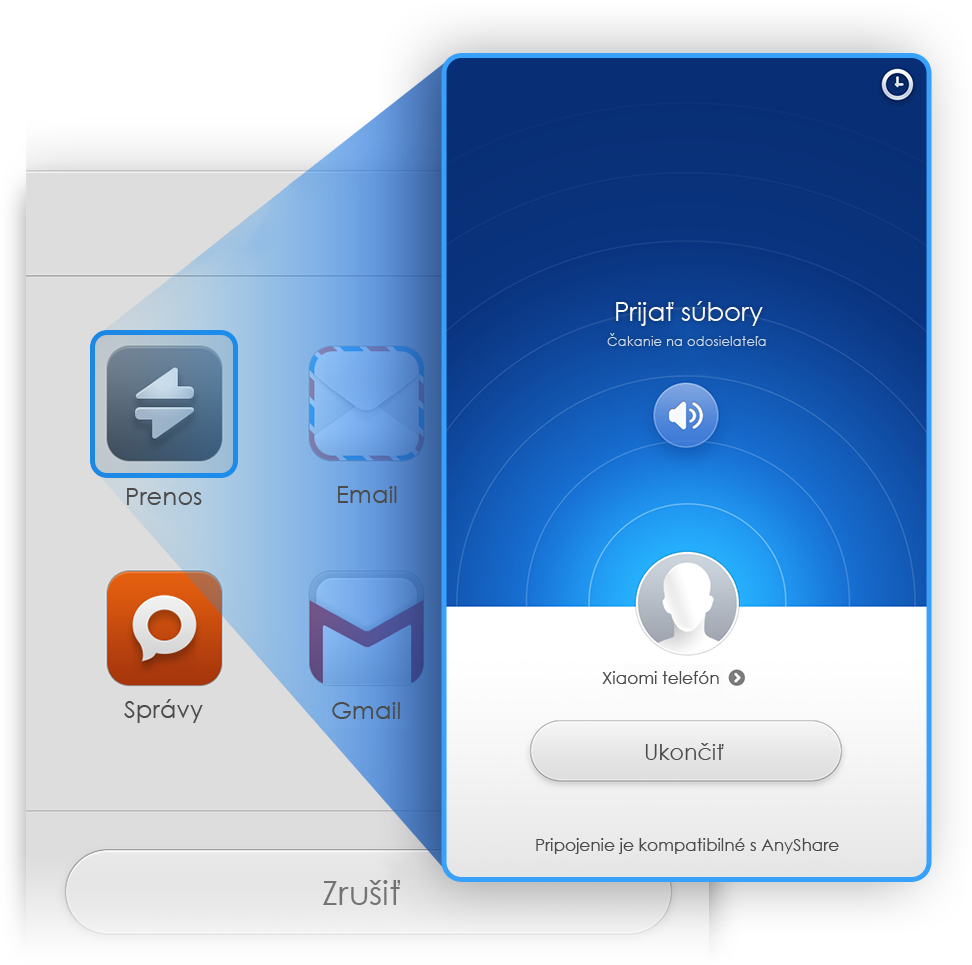 Prenos
Email
Správy
Gmail
Zrušiť
Prijať súbory
Čakanie na odosielateľa
Xiaomi telefón
Ukončiť
Pripojenie je kompatibilné s AnyShare